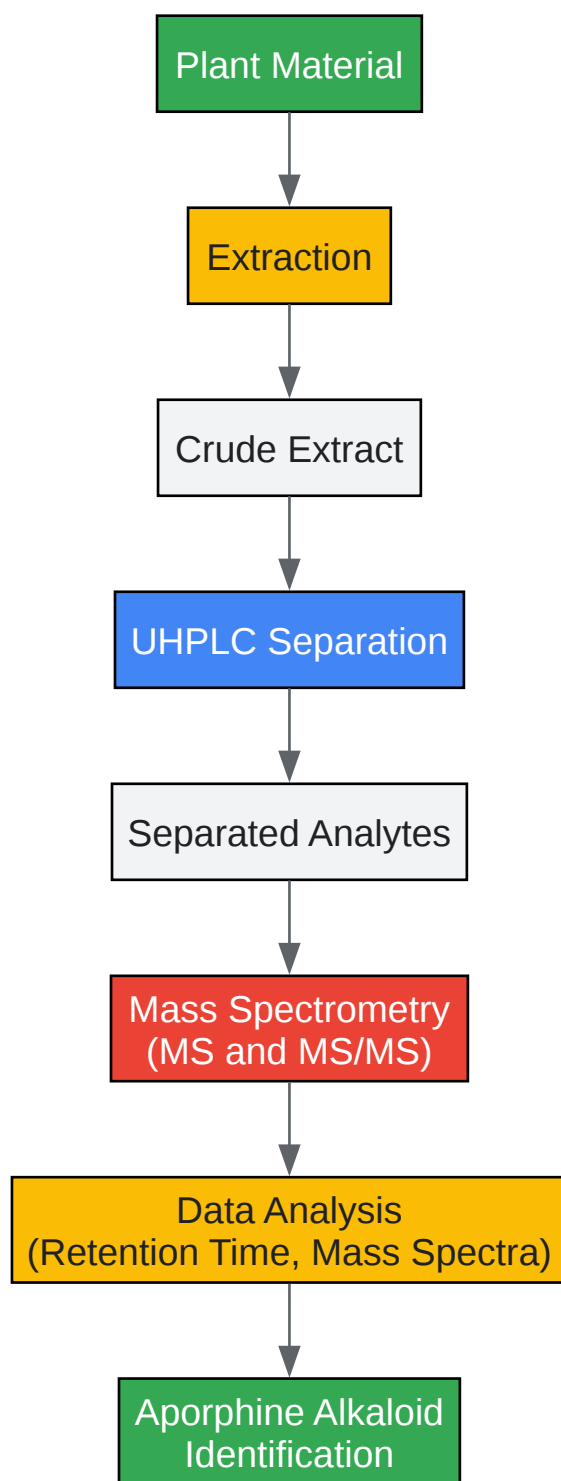 Plant Material
Extraction
Crude Extract
UHPLC Separation
Separated Analytes
Mass Spectrometry
(MS and MS/MS)
Data Analysis
(Retention Time, Mass Spectra)
Aporphine Alkaloid
Identification